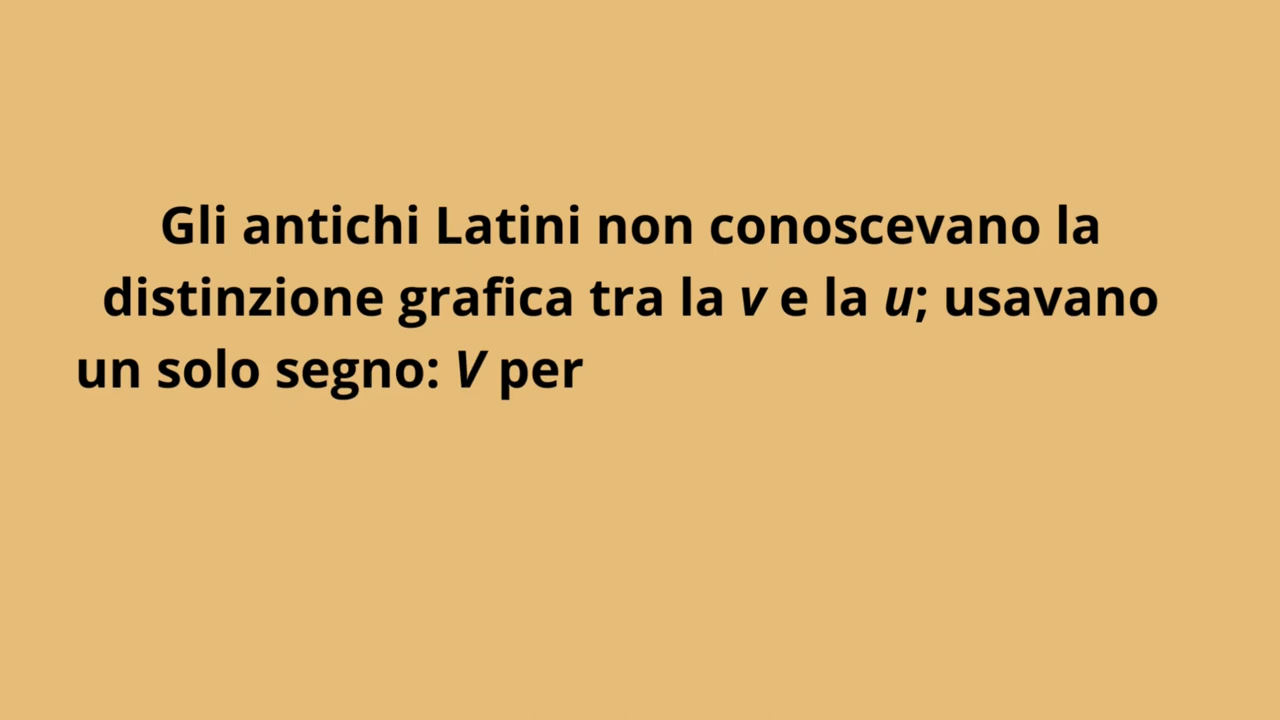 Gli antichi Latini non conoscevano la
distinzione grafica tra la v e la u; usavano
un solo segno: V per